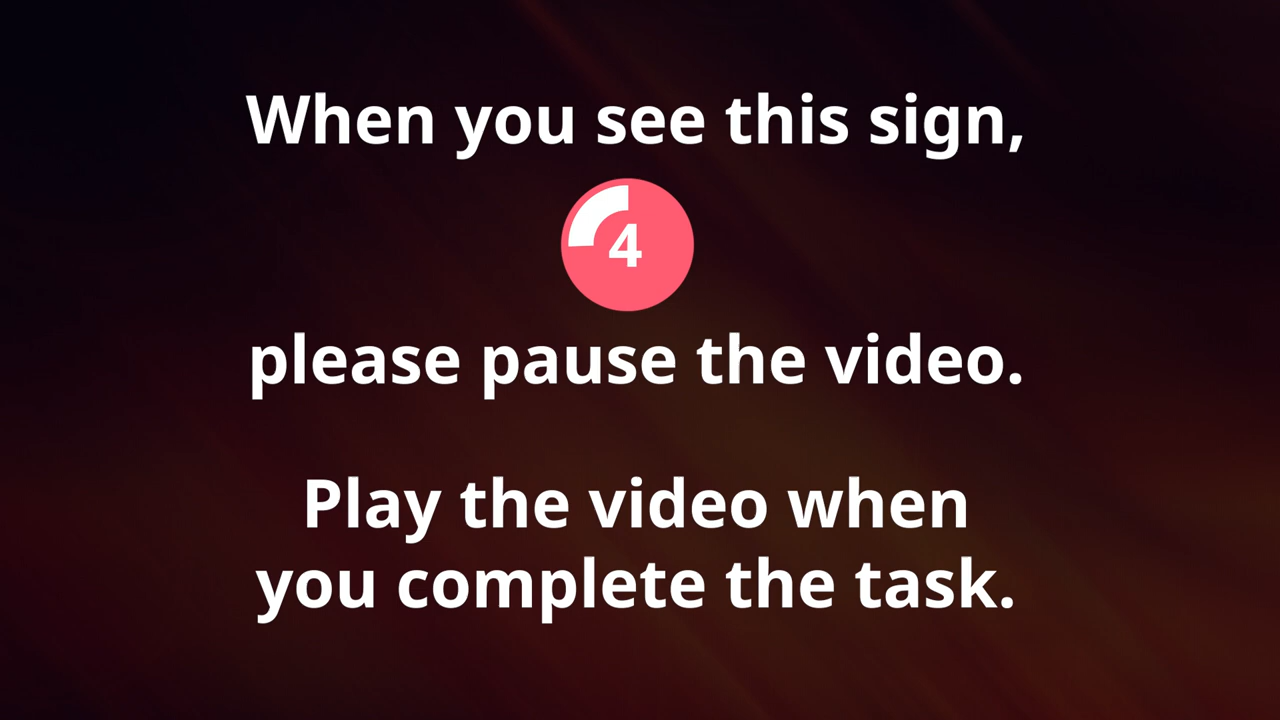 When you see this sign,
4
please pause the video.
Play the video when
you complete the task.